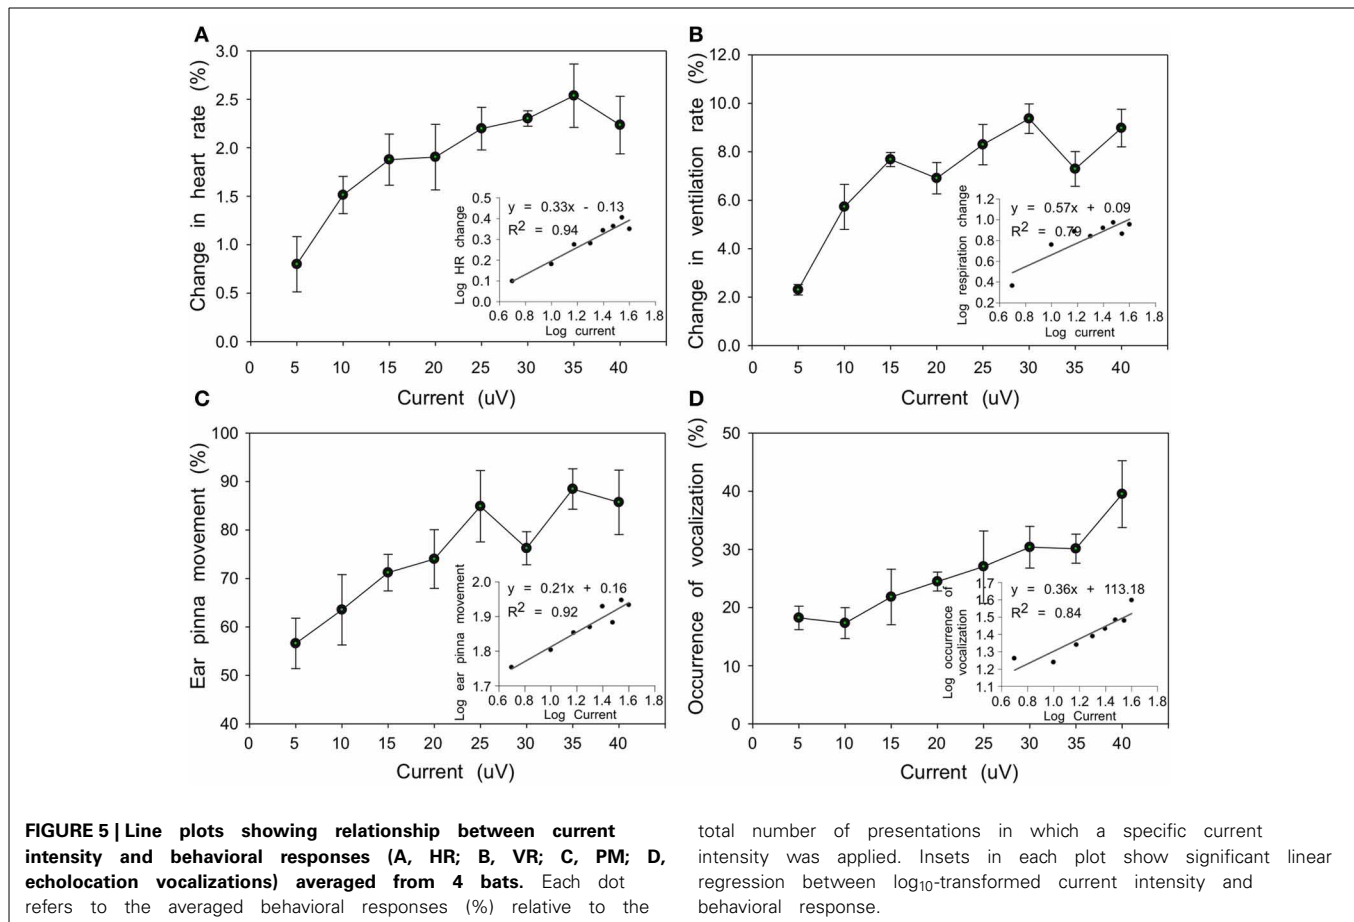 A
Change in heart rate (%)
3.0
2.5
2.0
1.5
1.0
0.5
0.0
0 5 10 15 20 25 30 35 40
Current (uV)
Log HR change
0.5
0.4
0.3
0.2
0.1
0.0
y = 0.33x - 0.13
R2 = 0.94
0.6 1.0 1.2 1.4 1.6 1.8
Log current
B
Change in ventilation rate (%)
12.0
10.0
8.0
6.0
4.0
2.0
0.0
0 5 10 15 20 25 30 35 40
Current (uV)
Log respiration change
1.2
1.0
0.8
0.6
0.4
0.2
y = 0.57x + 0.09
R2 = 0.79
0.6 1.0 1.2 1.4 1.6 1.8
Log current
C
Ear pinna movement (%)
100
90
80
70
60
50
40
0 5 10 15 20 25 30 35 40
Current (uV)
Log ear pinna movement
2.0
1.9
1.8
1.7
y = 0.21x + 0.16
R2 = 0.92
0.6 0.8 1.0 1.2 1.4 1.6 1.8
Log Current
D
Occurrence of vocalization (%)
50
40
30
20
10
0
0 5 10 15 20 25 30 35 40
Current (uV)
Log occurrence of
vocalization
1.7
1.6
1.5
1.4
1.3
1.2
1.1
y = 0.36x + 113.18
R2 = 0.84
0.6 0.8 1.0 1.2 1.4 1.6 1.8
Log Current
FIGURE 5 | Line plots showing relationship between current
intensity and behavioral responses (A, HR; B, VR; C, PM; D,
echolocation vocalizations) averaged from 4 bats. Each dot
refers to the averaged behavioral responses (%) relative to the
total number of presentations in which a specific current
intensity was applied. Insets in each plot show significant linear
regression between log10-transformed current intensity and
behavioral response.